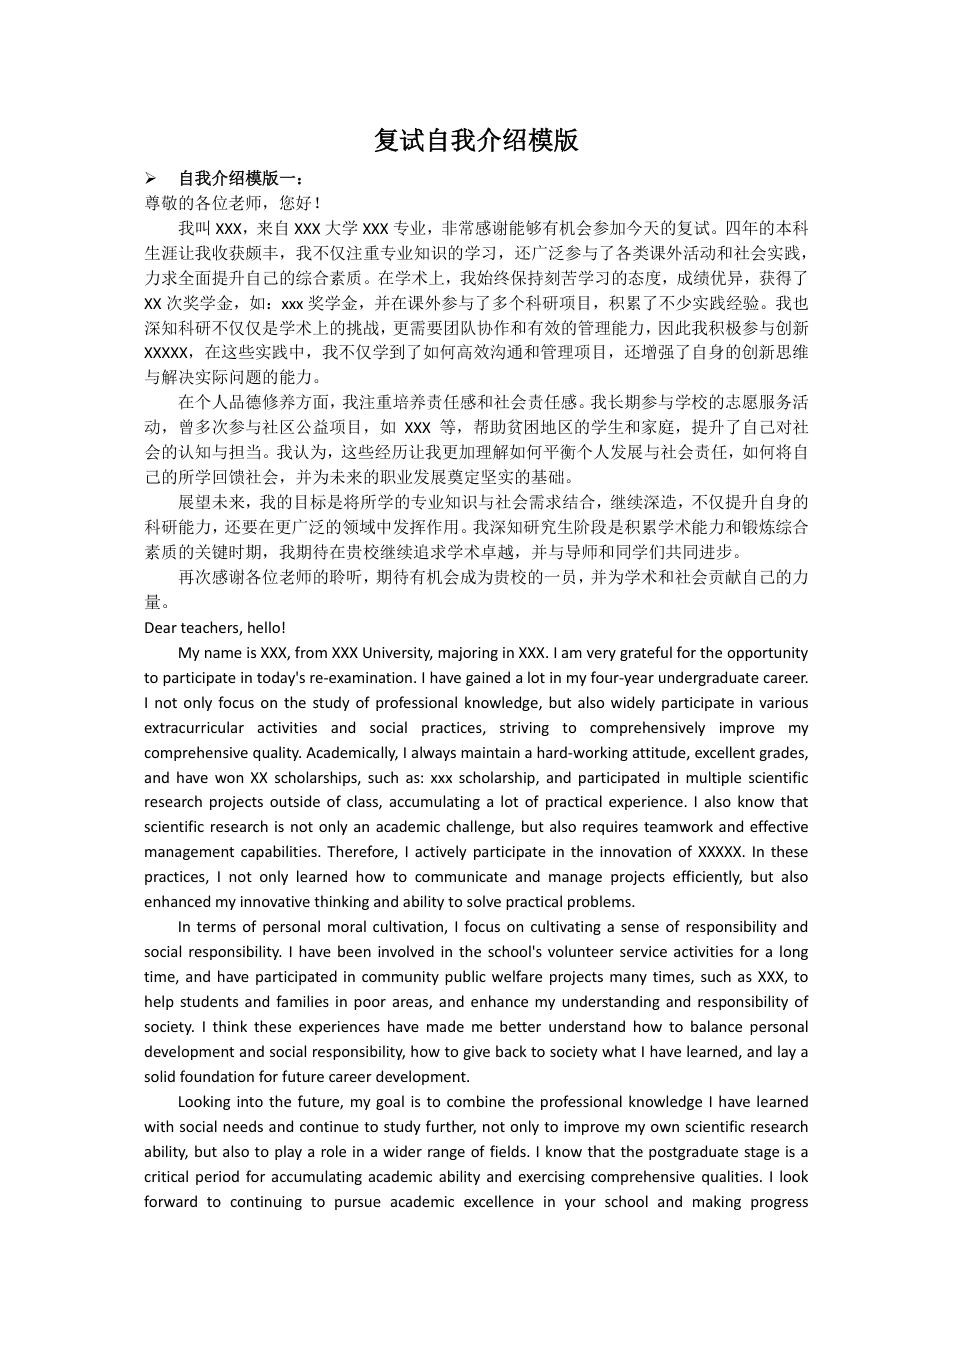 复试自我介绍模版
➢ 自我介绍模版一：
尊敬的各位老师，您好！
我叫 XXX，来自 XXX 大学 XXX 专业，非常感谢能够有机会参加今天的复试。四年的本科
生涯让我收获颇丰，我不仅注重专业知识的学习，还广泛参与了各类课外活动和社会实践，
力求全面提升自己的综合素质。在学术上，我始终保持刻苦学习的态度，成绩优异，获得了
XX 次奖学金，如：xxx 奖学金，并在课外参与了多个科研项目，积累了不少实践经验。我也
深知科研不仅仅是学术上的挑战，更需要团队协作和有效的管理能力，因此我积极参与创新
XXXXX，在这些实践中，我不仅学到了如何高效沟通和管理项目，还增强了自身的创新思维
与解决实际问题的能力。
在个人品德修养方面，我注重培养责任感和社会责任感。我长期参与学校的志愿服务活
动，曾多次参与社区公益项目，如 XXX 等，帮助贫困地区的学生和家庭，提升了自己对社
会的认知与担当。我认为，这些经历让我更加理解如何平衡个人发展与社会责任，如何将自
己的所学回馈社会，并为未来的职业发展奠定坚实的基础。
展望未来，我的目标是将所学的专业知识与社会需求结合，继续深造，不仅提升自身的
科研能力，还要在更广泛的领域中发挥作用。我深知研究生阶段是积累学术能力和锻炼综合
素质的关键时期，我期待在贵校继续追求学术卓越，并与导师和同学们共同进步。
再次感谢各位老师的聆听，期待有机会成为贵校的一员，并为学术和社会贡献自己的力
量。
Dear teachers, hello!
My name is XXX, from XXX University, majoring in XXX. I am very grateful for the opportunity
to participate in today's re-examination. I have gained a lot in my four-year undergraduate career.
I not only focus on the study of professional knowledge, but also widely participate in various
extracurricular activities and social practices, striving to comprehensively improve my
comprehensive quality. Academically, I always maintain a hard-working attitude, excellent grades,
and have won XX scholarships, such as: xxx scholarship, and participated in multiple scientific
research projects outside of class, accumulating a lot of practical experience. I also know that
scientific research is not only an academic challenge, but also requires teamwork and effective
management capabilities. Therefore, I actively participate in the innovation of XXXXX. In these
practices, I not only learned how to communicate and manage projects efficiently, but also
enhanced my innovative thinking and ability to solve practical problems.
In terms of personal moral cultivation, I focus on cultivating a sense of responsibility and
social responsibility. I have been involved in the school's volunteer service activities for a long
time, and have participated in community public welfare projects many times, such as XXX, to
help students and families in poor areas, and enhance my understanding and responsibility of
society. I think these experiences have made me better understand how to balance personal
development and social responsibility, how to give back to society what I have learned, and lay a
solid foundation for future career development.
Looking into the future, my goal is to combine the professional knowledge I have learned
with social needs and continue to study further, not only to improve my own scientific research
ability, but also to play a role in a wider range of fields. I know that the postgraduate stage is a
critical period for accumulating academic ability and exercising comprehensive qualities. I look
forward to continuing to pursue academic excellence in your school and making progress